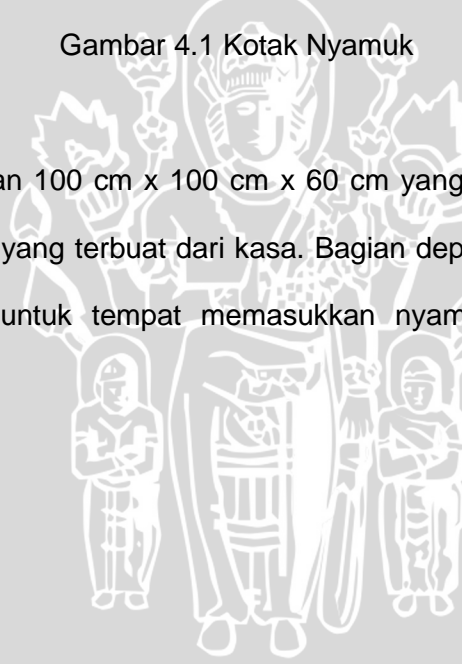 Gambar 4.1 Kotak Nyamuk
an 100 cm x 100 cm x 60 cm yang
yang terbuat dari kasa. Bagian dep
untuk tempat memasukkan nyam